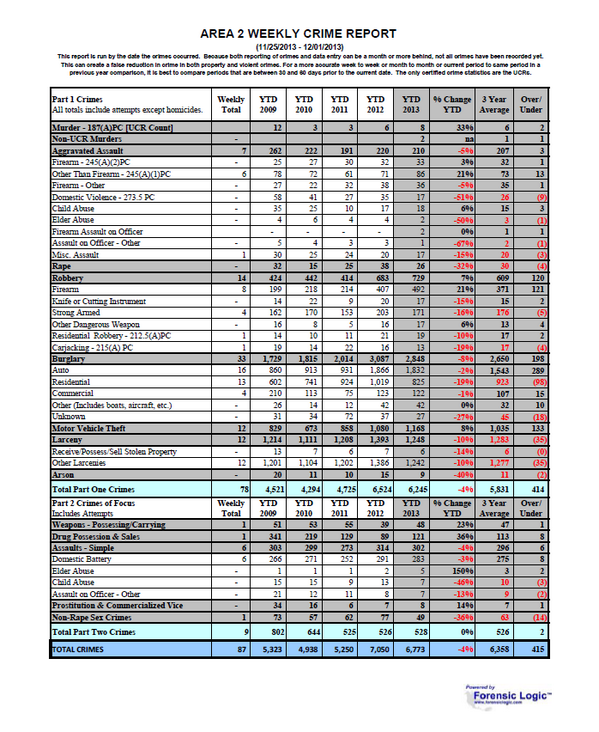 AREA 2 WEEKLY CRIME REPORT
(11/25/2013 - 12/01/2013)
This report is run by the date the crimes occurred. Because both reporting of crimes and data entry can be a month or more behind, not all crimes have been recorded yet.
This can create a false reduction in crime in both property and violent crimes. For a more accurate week to week or month to month or current period to same period in a
previous year comparison, it is best to compare periods that are between 30 and 60 days prior to the current date. The only certified crime statistics are the UCRs.
Part 1 Crimes Weekly YTD YTD YTD YTD YTD % Change 3 Year Over/
All totals include attempts except homicides. Total 2009 2010 2011 2012 2013 YTD Average Under
Murder - 187(A)PC [UCR Count] 12 3 3 6 8 33% 6 2
Non-UCR Murders - 2 na 1 1
Aggravated Assault 7 262 222 191 220 210 -5% 207 3
Firearm - 245(A)(2)PC - 25 27 30 32 33 3% 32 1
Other Than Firearm - 245(A)(1)PC 6 78 72 61 71 86 21% 73 13
Firearm - Other - 27 22 32 38 36 -5% 35 1
Domestic Violence - 273.5 PC - 58 41 27 35 17 -51% 26 (9)
Child Abuse - 35 25 10 17 18 6% 15 3
Elder Abuse - 4 6 4 4 2 -50% 3 (1)
Firearm Assault on Officer - - - - 2 0% 1 1
Assault on Officer - Other - 5 4 3 3 1 -67% 2 (1)
Misc. Assault 1 30 25 24 20 17 -15% 20 (3)
Rape - 32 15 25 38 26 -32% 30 (4)
Robbery 14 424 442 414 683 729 7% 609 120
Firearm 8 199 218 214 407 492 21% 371 121
Knife or Cutting Instrument - 14 22 9 20 17 -15% 15 2
Strong Armed 4 162 170 153 203 171 -16% 176 (5)
Other Dangerous Weapon - 16 8 5 16 17 6% 13 4
Residential Robbery - 212.5(A)PC 1 14 10 11 21 19 -10% 17 2
Carjacking - 215(A) PC 1 19 14 22 16 13 -19% 17 (4)
Burglary 33 1,729 1,815 2,014 3,087 2,848 -8% 2,650 198
Auto 16 860 913 931 1,866 1,832 -2% 1,543 289
Residential 13 602 741 924 1,019 825 -19% 923 (98)
Commercial 4 210 113 75 123 122 -1% 107 15
Other (Includes boats, aircraft, etc.) - 26 14 12 42 42 0% 32 10
Unknown - 31 34 72 37 27 -27% 45 (18)
Motor Vehicle Theft 12 829 673 858 1,080 1,168 8% 1,035 133
Larceny 12 1,214 1,111 1,208 1,393 1,248 -10% 1,283 (35)
Receive/Possess/Sell Stolen Property - 13 7 6 7 6 -14% 6 (0)
Other Larcenies 12 1,201 1,104 1,202 1,386 1,242 -10% 1,277 (35)
Arson - 20 11 10 15 9 -40% 11 (2)
Total Part One Crimes 78 4,521 4,294 4,725 6,524 6,245 -4% 5,831 414
Part 2 Crimes of Focus Weekly YTD YTD YTD YTD YTD % Change 3 Year Over/
Includes Attempts Total 2009 2010 2011 2012 2013 YTD Average Under
Weapons - Possessing/Carrying 1 51 53 55 39 48 23% 47 1
Drug Possession & Sales 1 341 219 129 89 121 36% 113 8
Assaults - Simple 6 303 299 273 314 302 -4% 296 6
Domestic Battery 6 266 271 252 291 283 -3% 275 8
Elder Abuse - 1 1 1 2 5 150% 3 2
Child Abuse - 15 15 9 13 7 -46% 10 (3)
Assault on Officer - Other - 21 12 11 8 7 -13% 9 (2)
Prostitution & Commercialized Vice - 34 16 6 7 8 14% 7 1
Non-Rape Sex Crimes 1 73 57 62 77 49 -36% 63 (14)
Total Part Two Crimes 9 802 644 525 526 528 0% 526 2
TOTAL CRIMES 87 5,323 4,938 5,250 7,050 6,773 -4% 6,358 415
Powered by
Forensic Logic™
www.forensiclogic.com